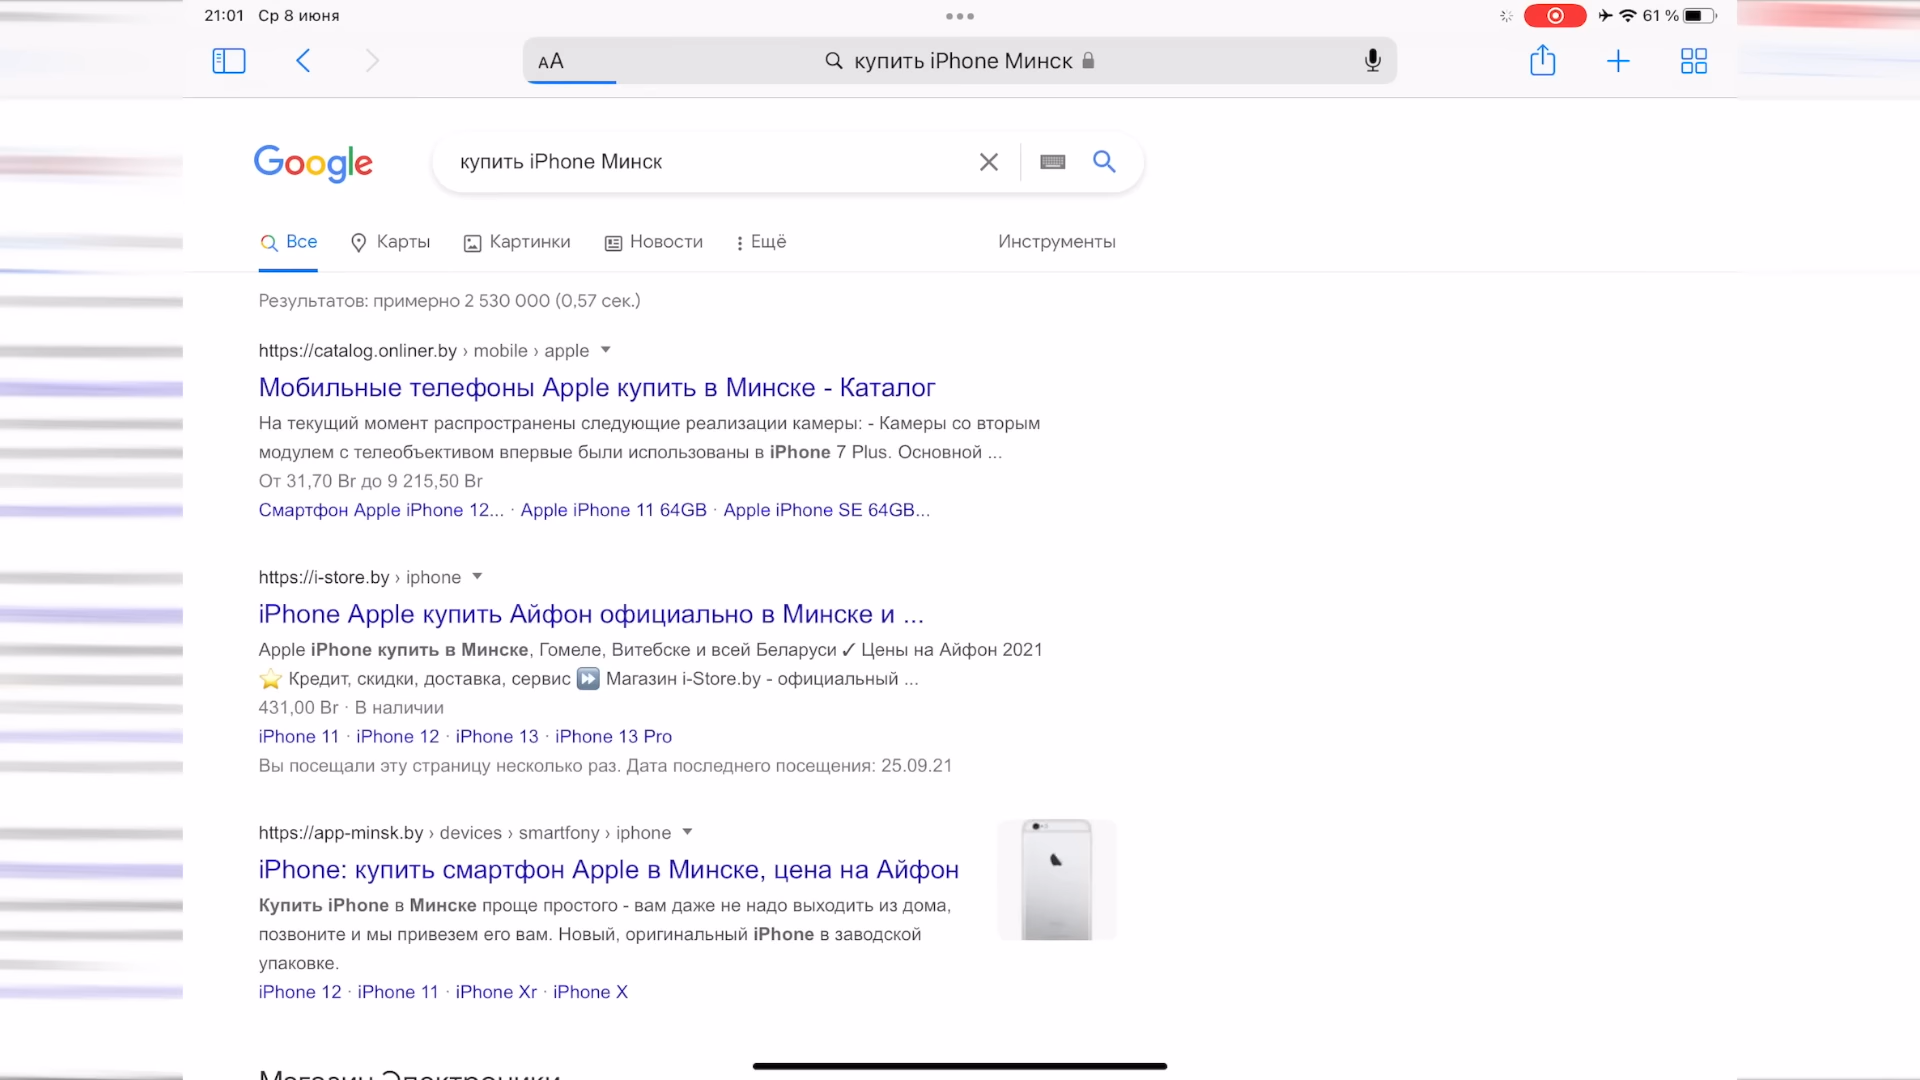 21:01 Ср 8 июня
61 %
AA
купить iPhone Минск
Google
купить iPhone Минск
Все
Карты
Картинки
Новости
Ещё
Инструменты
Результатов: примерно 2 530 000 (0,57 сек.)
https://catalog.onliner.by › mobile › apple
Мобильные телефоны Apple купить в Минске - Каталог
На текущий момент распространены следующие реализации камеры: - Камеры со вторым
модулем с телеобъективом впервые были использованы в iPhone 7 Plus. Основной ...
От 31,70 Br до 9 215,50 Br
Смартфон Apple iPhone 12... · Apple iPhone 11 64GB · Apple iPhone SE 64GB...
https://i-store.by › iphone
iPhone Apple купить Айфон официально в Минске и ...
Apple iPhone купить в Минске, Гомеле, Витебске и всей Беларуси ✓ Цены на Айфон 2021
⭐ Кредит, скидки, доставка, сервис ⏩ Магазин i-Store.by - официальный ...
431,00 Br · В наличии
iPhone 11 · iPhone 12 · iPhone 13 · iPhone 13 Pro
Вы посещали эту страницу несколько раз. Дата последнего посещения: 25.09.21
https://app-minsk.by › devices › smartfony › iphone
iPhone: купить смартфон Apple в Минске, цена на Айфон
Купить iPhone в Минске проще простого - вам даже не надо выходить из дома,
позвоните и мы привезем его вам. Новый, оригинальный iPhone в заводской
упаковке.
iPhone 12 · iPhone 11 · iPhone Xr · iPhone X
Магазин Электроники